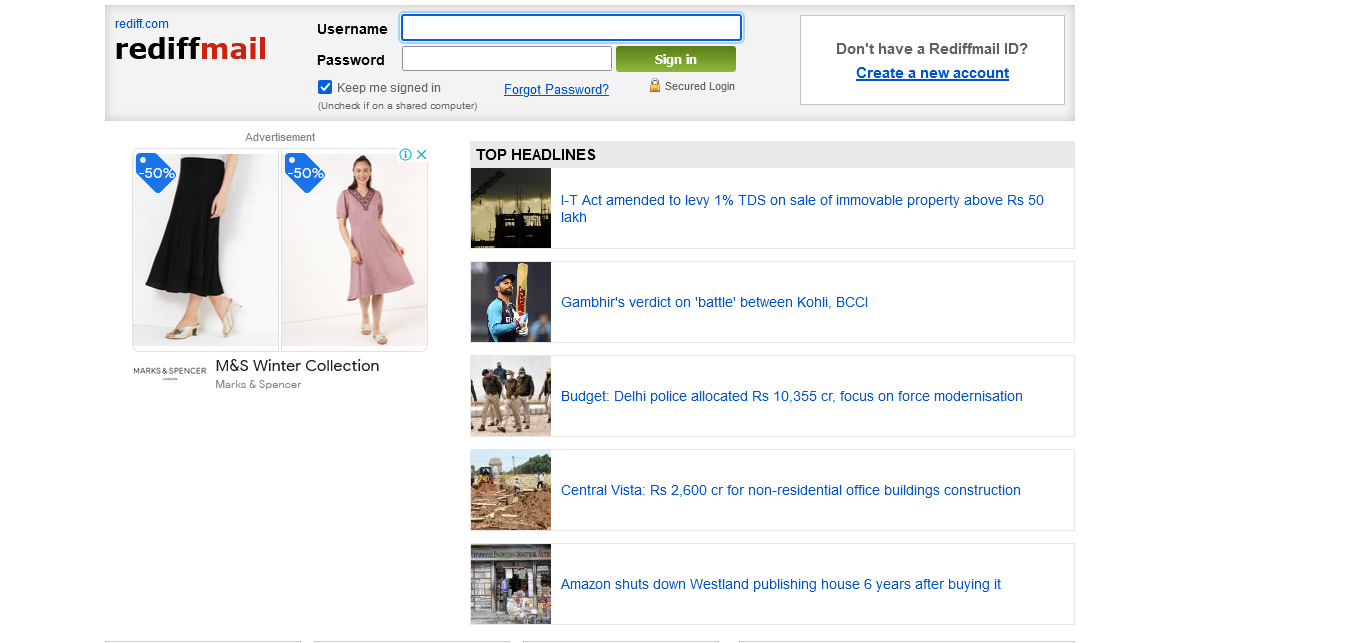 rediff.com
rediffmail
Username
Password
Sign in
Keep me signed in
Forgot Password?
Secured Login
(Uncheck if on a shared computer)
Don't have a Rediffmail ID?
Create a new account
Advertisement
-50%
-50%
MARKS & SPENCER
LONDON
M&S Winter Collection
Marks & Spencer
TOP HEADLINES
I-T Act amended to levy 1% TDS on sale of immovable property above Rs 50
lakh
Gambhir's verdict on 'battle' between Kohli, BCCI
Budget: Delhi police allocated Rs 10,355 cr, focus on force modernisation
Central Vista: Rs 2,600 cr for non-residential office buildings construction
Amazon shuts down Westland publishing house 6 years after buying it